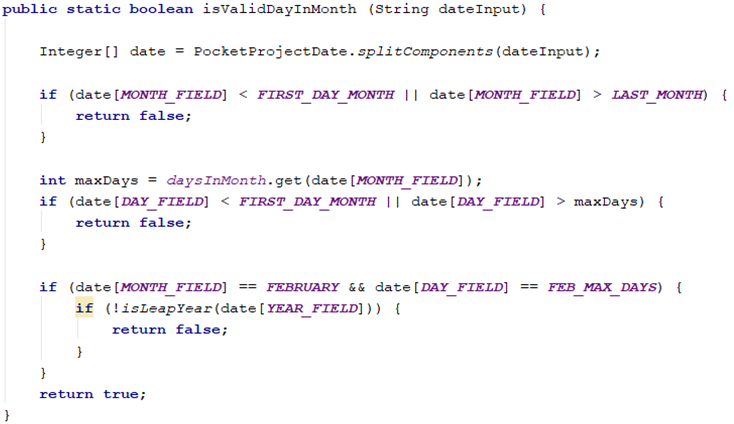 public static boolean isValidDayInMonth (String dateInput) {
Integer[] date = PocketProjectDate.splitComponents(dateInput);
if (date[MONTH_FIELD] < FIRST_DAY_MONTH || date[MONTH_FIELD] > LAST_MONTH) {
return false;
}
int maxDays = daysInMonth.get(date[MONTH_FIELD]);
if (date[DAY_FIELD] < FIRST_DAY_MONTH || date[DAY_FIELD] > maxDays) {
return false;
}
if (date[MONTH_FIELD] == FEBRUARY && date[DAY_FIELD] == FEB_MAX_DAYS) {
if (!isLeapYear(date[YEAR_FIELD])) {
return false;
}
}
return true;
}